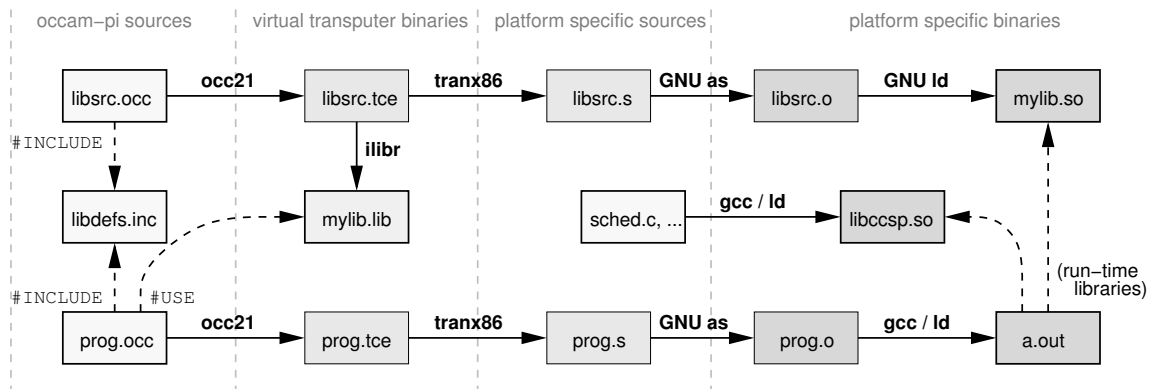 occam−pi sources
virtual transputer binaries
platform specific sources
platform specific binaries
occ21
tranx86
GNU as
GNU ld
libsrc.occ
libsrc.tce
libsrc.s
libsrc.o
mylib.so
#INCLUDE
ilibr
gcc / ld
libdefs.inc
mylib.lib
sched.c, ...
libccsp.so
(run−time
libraries)
#INCLUDE
#USE
occ21
tranx86
GNU as
gcc / ld
prog.occ
prog.tce
prog.s
prog.o
a.out